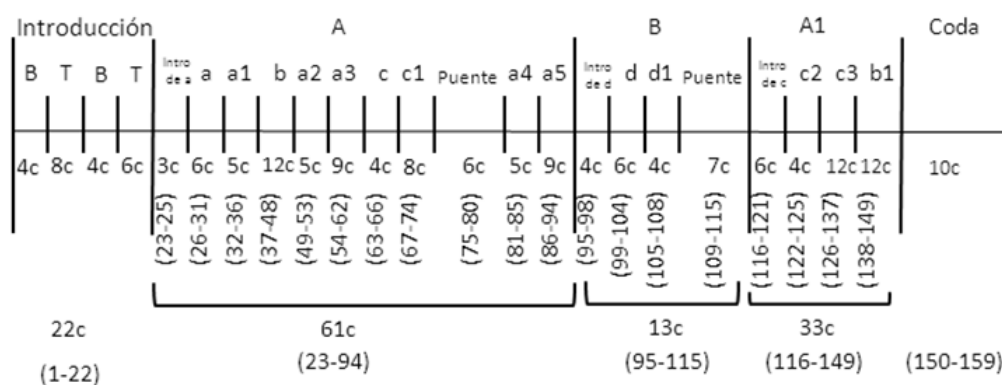 Introducción A B A1 Coda
B T B T Intro de a a a1 b a2 a3 c c1 Puente a4 a5 Intro de d d d1 Puente Intro de c c2 c3 b1
4c 8c 4c 6c 3c 6c 5c 12c 5c 9c 4c 8c 6c 5c 9c 4c 6c 4c 7c 6c 4c 12c 12c 10c
(23-25) (26-31) (32-36) (37-48) (49-53) (54-62) (63-66) (67-74) (75-80) (81-85) (86-94) (95-98) (99-104) (105-108) (109-115) (116-121) (122-125) (126-137) (138-149)
22c 61c 13c 33c
(1-22) (23-94) (95-115) (116-149) (150-159)